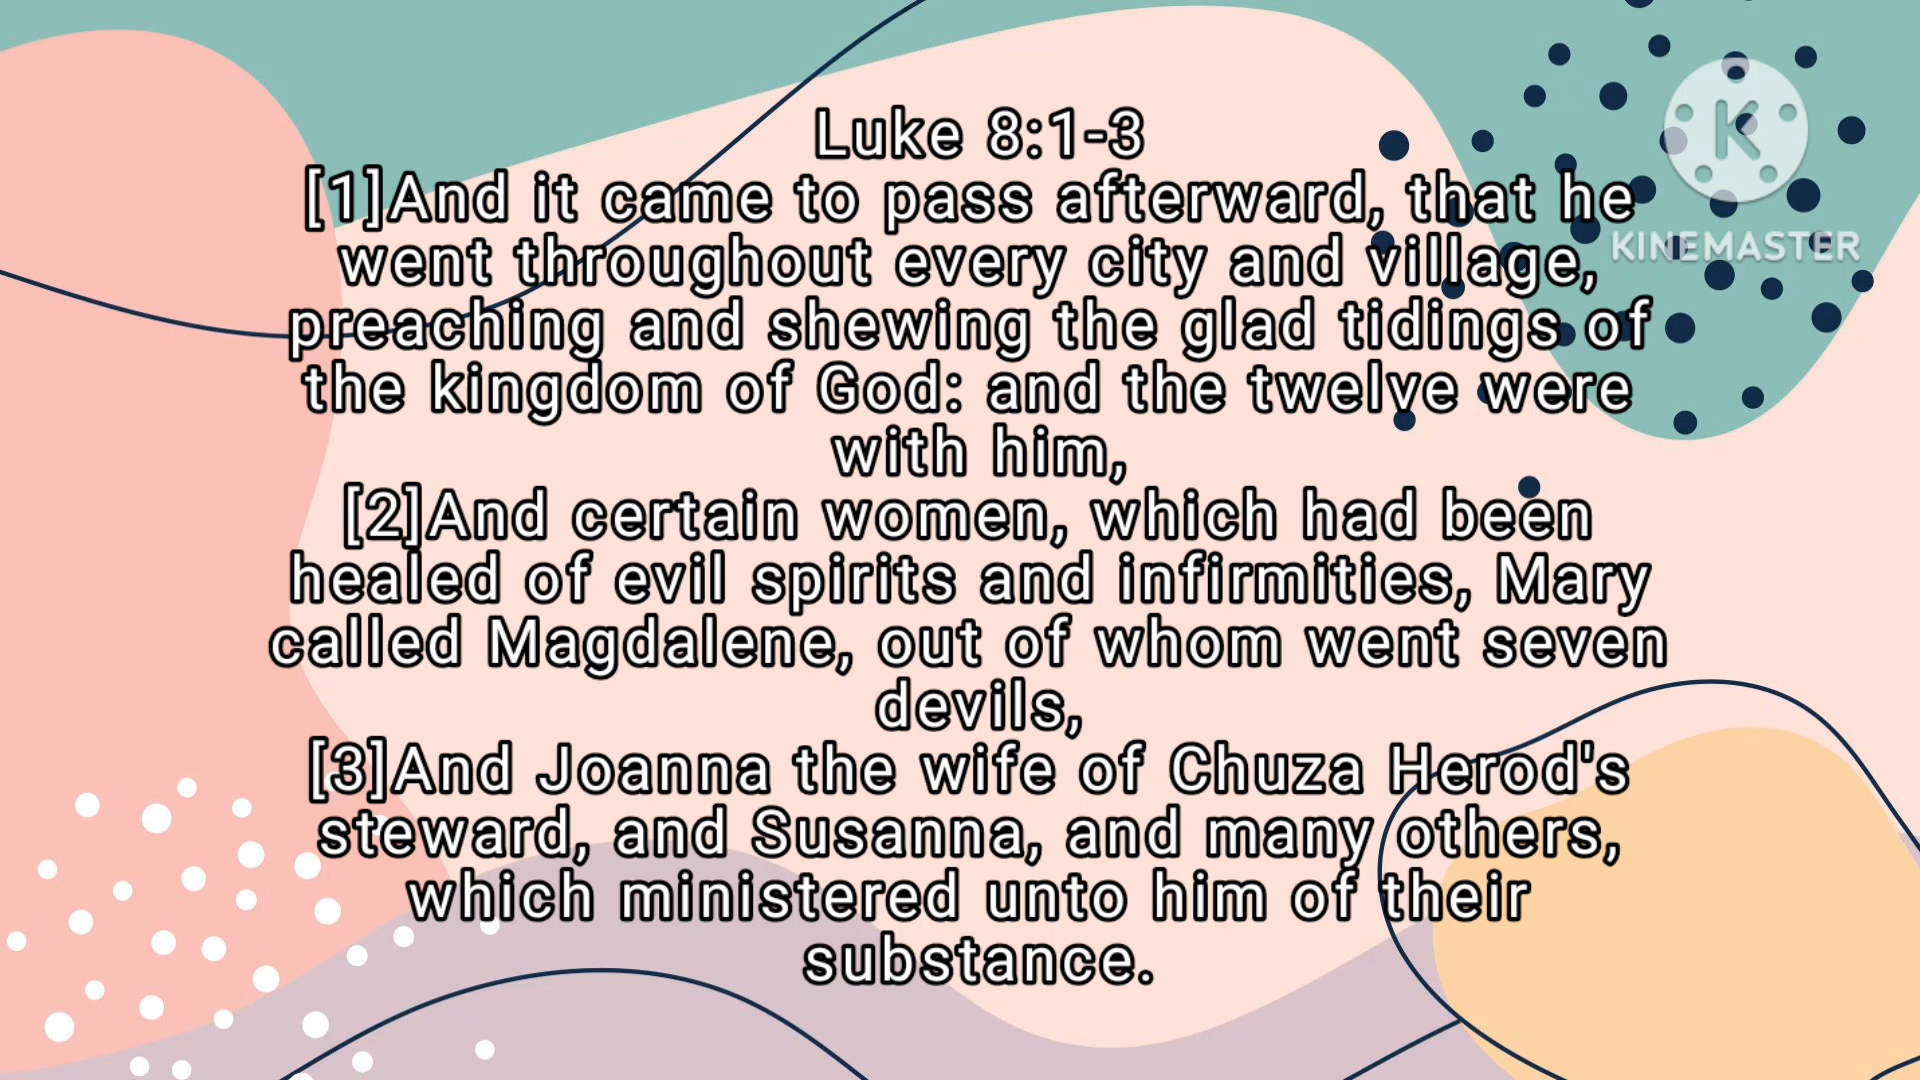 Luke 8:1-3
[1]And it came to pass afterward, that he
went throughout every city and village,
preaching and shewing the glad tidings of
the kingdom of God: and the twelve were
with him,
[2]And certain women, which had been
healed of evil spirits and infirmities, Mary
called Magdalene, out of whom went seven
devils,
[3]And Joanna the wife of Chuza Herod's
steward, and Susanna, and many others,
which ministered unto him of their
substance.
K
KINEMASTER